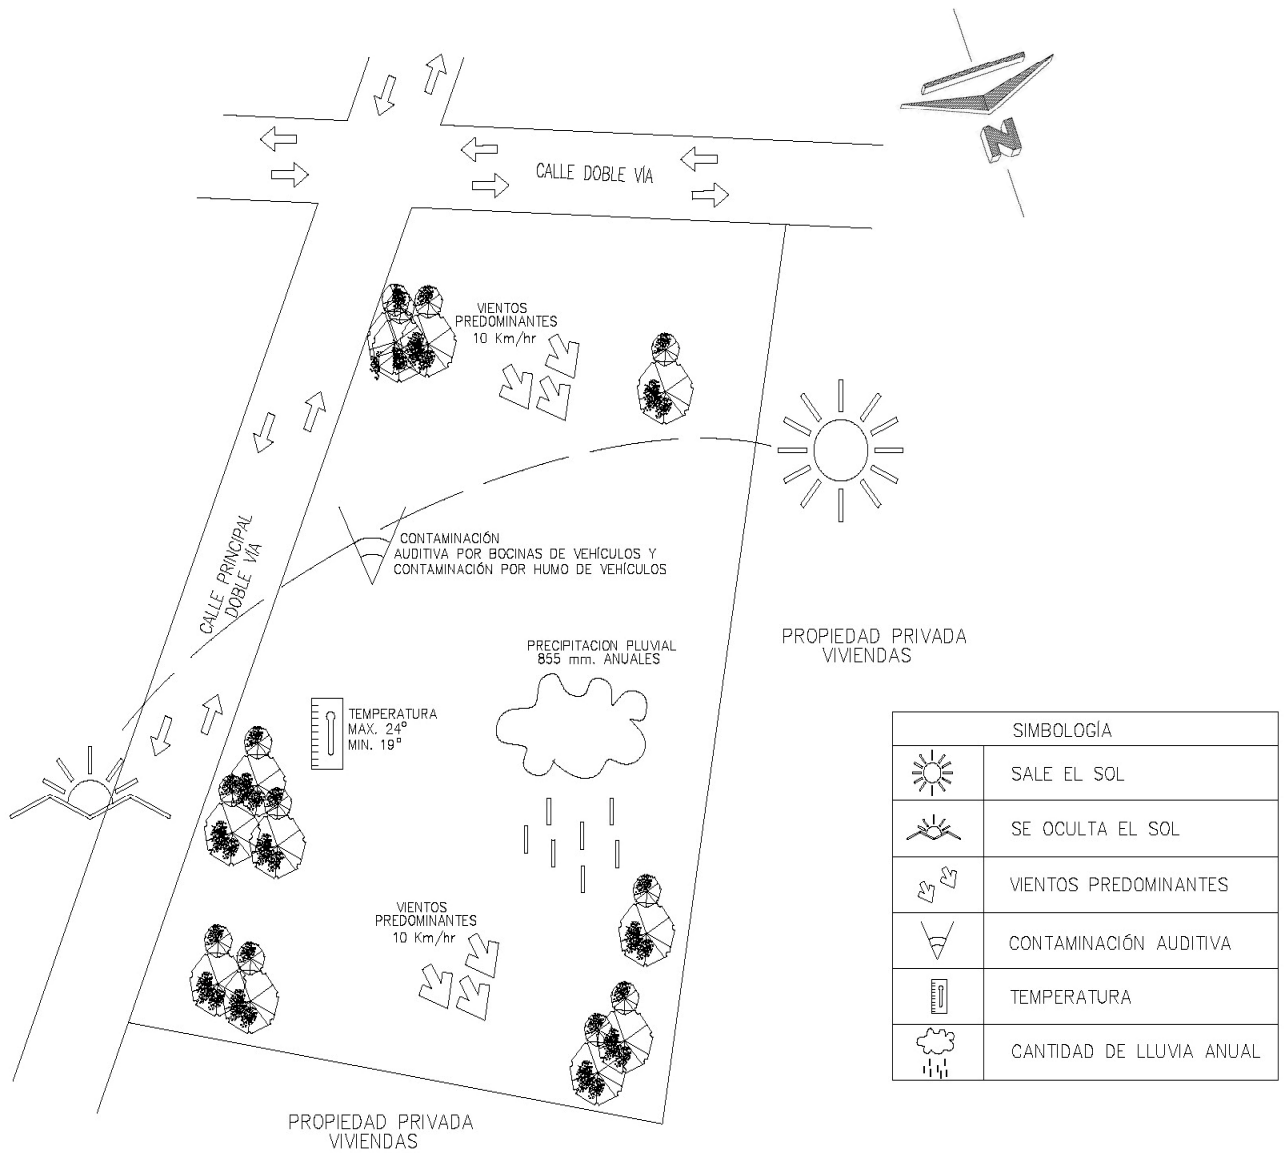 N
CALLE DOBLE VÍA
VIENTOS
PREDOMINANTES
10 Km/hr
CALLE PRINCIPAL
DOBLE VÍA
CONTAMINACIÓN
AUDITIVA POR BOCINAS DE VEHÍCULOS Y
CONTAMINACIÓN POR HUMO DE VEHÍCULOS
PROPIEDAD PRIVADA
VIVIENDAS
PRECIPITACION PLUVIAL
855 mm. ANUALES
TEMPERATURA
MAX. 24°
MIN. 19°
VIENTOS
PREDOMINANTES
10 Km/hr
PROPIEDAD PRIVADA
VIVIENDAS
SIMBOLOGÍA
SALE EL SOL
SE OCULTA EL SOL
VIENTOS PREDOMINANTES
CONTAMINACIÓN AUDITIVA
TEMPERATURA
CANTIDAD DE LLUVIA ANUAL